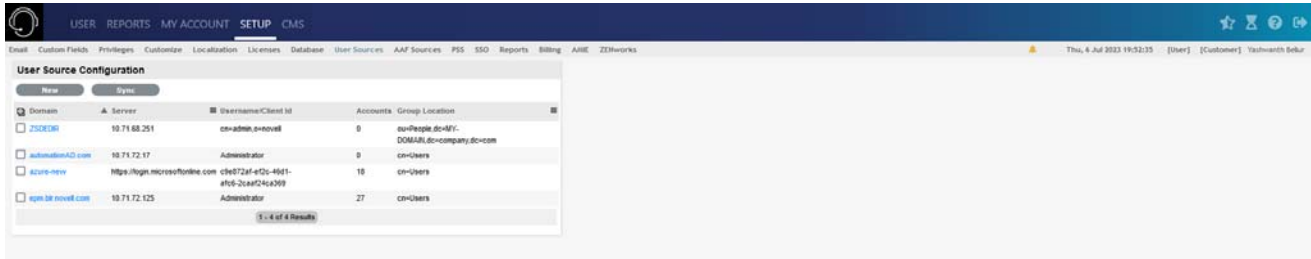 USER REPORTS MY ACCOUNT SETUP CMS
Email Custom Fields Privileges Customize Localization Licenses Database User Sources AAF Sources PSS SSO Reports Billing AWE ZENworks Thu, 6 Jul 2023 19:52:35 [User] [Customer] Yashwanth Bellur
User Source Configuration
New Sync
Domain Server Username/Client Id Accounts Group Location
ZSDEDIR 10.71.68.251 cn=admin,o=novell 0 ou=People,dc=MY-
DOMAIN,dc=company,dc=com
automationAD.com 10.71.72.17 Administrator 0 cn=Users
azure-new https://login.microsoftonline.com c9e872af-ef2c-46d1-
afc6-2caaf24ca369 18 cn=Users
epm.blr.novell.com 10.71.72.125 Administrator 27 cn=Users
1 - 4 of 4 Results